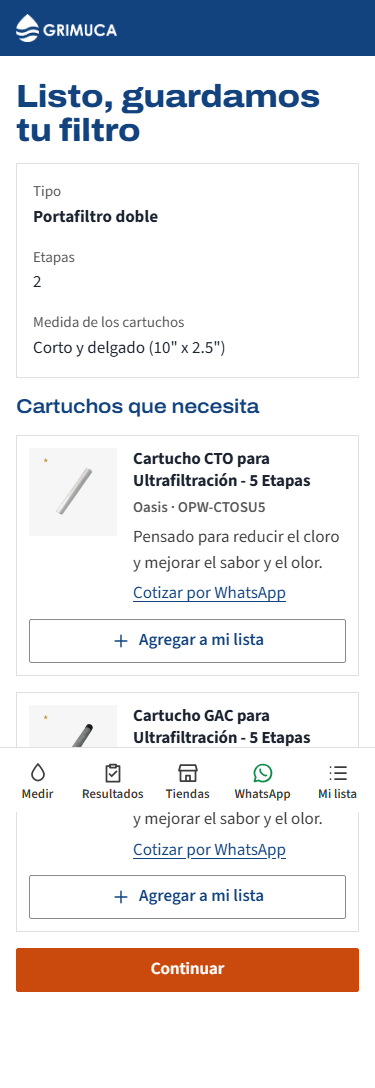 GRIMUCA
Listo, guardamos
tu filtro
Tipo
Portafiltro doble
Etapas
2
Medida de los cartuchos
Corto y delgado (10" x 2.5")
Cartuchos que necesita
Cartucho CTO para
Ultrafiltración - 5 Etapas
Oasis · OPW-CTOSU5
Pensado para reducir el cloro
y mejorar el sabor y el olor.
Cotizar por WhatsApp
Agregar a mi lista
Cartucho GAC para
Ultrafiltración - 5 Etapas
Medir
Resultados
Tiendas
WhatsApp
Mi lista
y mejorar el sabor y el olor.
Cotizar por WhatsApp
Agregar a mi lista
Continuar